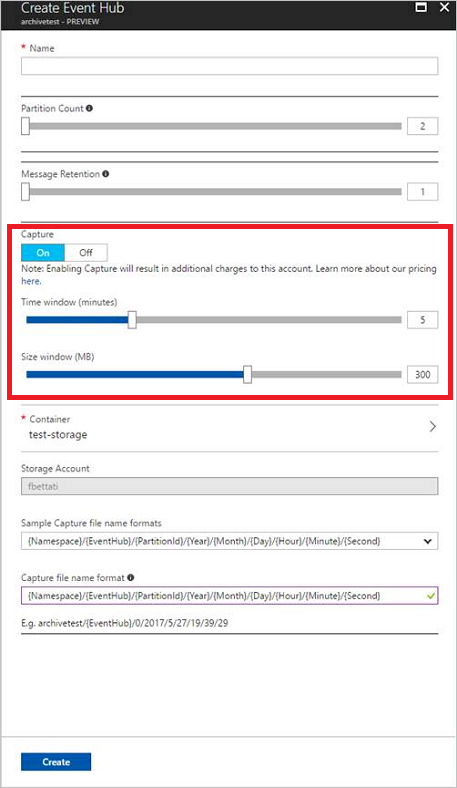 Create Event Hub
archivetest - PREVIEW
* Name
Partition Count
2
Message Retention
1
Capture
On Off
Note: Enabling Capture will result in additional charges to this account. Learn more about our pricing
here.
Time window (minutes)
5
Size window (MB)
300
* Container
test-storage
Storage Account
fbettati
Sample Capture file name formats
{Namespace}/{EventHub}/{PartitionId}/{Year}/{Month}/{Day}/{Hour}/{Minute}/{Second}
Capture file name format
{Namespace}/{EventHub}/{PartitionId}/{Year}/{Month}/{Day}/{Hour}/{Minute}/{Second}
E.g. archivetest/{EventHub}/0/2017/5/27/19/39/29
Create